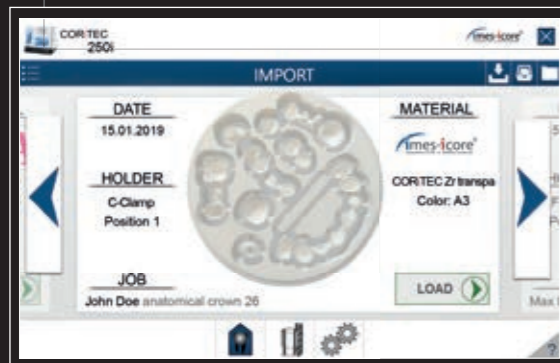 CORiTEC
250i
imes-icore®
IMPORT
DATE
15.01.2019
HOLDER
C-Clamp
Position 1
JOB
John Doe anatomical crown 26
MATERIAL
imes-icore®
CORiTEC Zr transpa
Color: A3
LOAD
Max
?